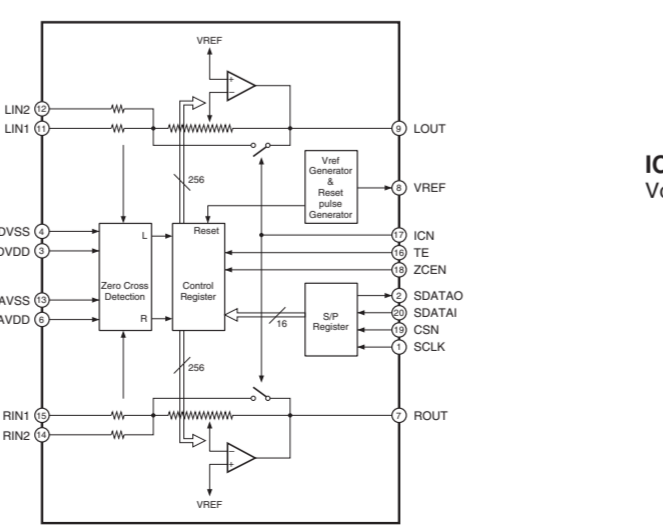 VREF
LIN2 12
LIN1 11
9 LOUT
Vref
Generator
&
Reset
pulse
Generator
8 VREF
256
DVSS 4
DVDD 3
L
Reset
17 ICN
16 TE
18 ZCEN
Zero Cross
Detection
Control
Register
AVSS 13
AVDD 6
R
16
S/P
Register
2 SDATAO
20 SDATAI
19 CSN
1 SCLK
256
RIN1 15
RIN2 14
7 ROUT
VREF
IC
Vo